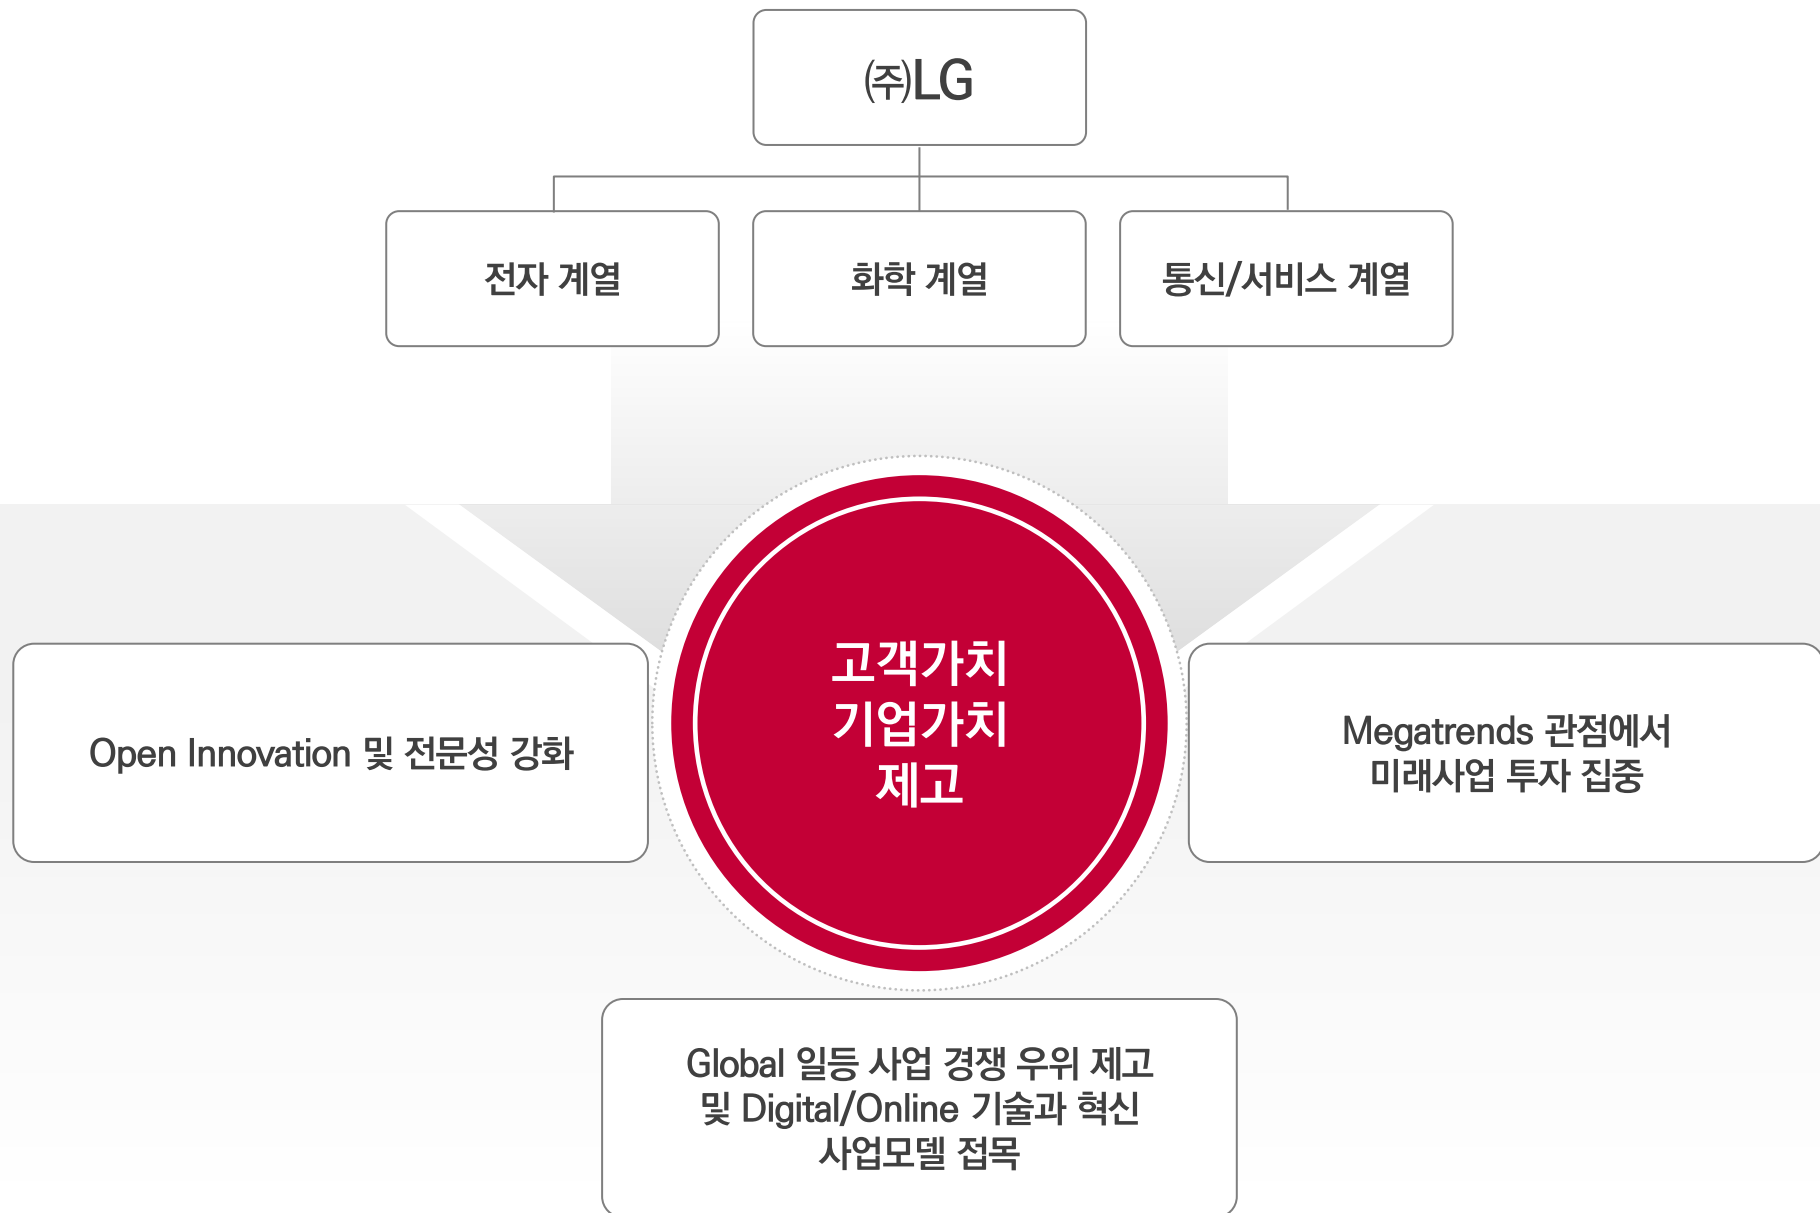 ㈜LG
전자 계열
화학 계열
통신/서비스 계열
고객가치
기업가치
제고
Open Innovation 및 전문성 강화
Megatrends 관점에서
미래사업 투자 집중
Global 일등 사업 경쟁 우위 제고
및 Digital/Online 기술과 혁신
사업모델 접목